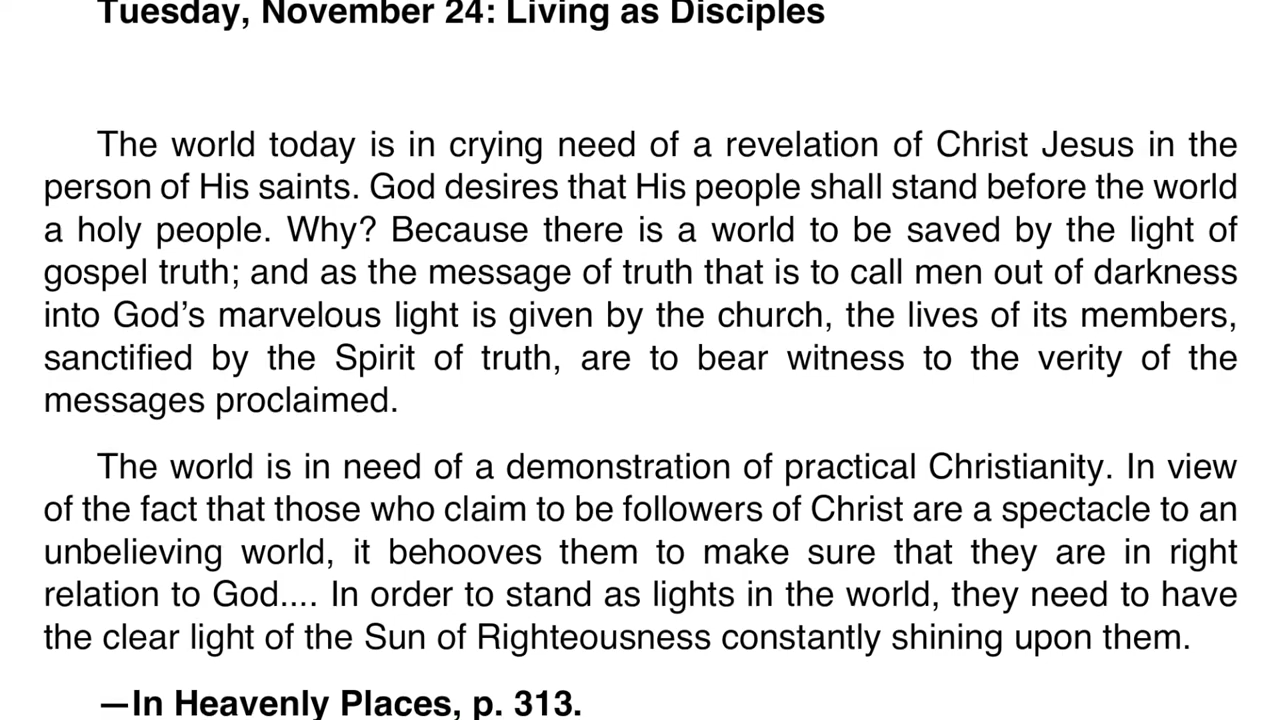 Tuesday, November 24: Living as Disciples
The world today is in crying need of a revelation of Christ Jesus in the
person of His saints. God desires that His people shall stand before the world
a holy people. Why? Because there is a world to be saved by the light of
gospel truth; and as the message of truth that is to call men out of darkness
into God’s marvelous light is given by the church, the lives of its members,
sanctified by the Spirit of truth, are to bear witness to the verity of the
messages proclaimed.
The world is in need of a demonstration of practical Christianity. In view
of the fact that those who claim to be followers of Christ are a spectacle to an
unbelieving world, it behooves them to make sure that they are in right
relation to God.... In order to stand as lights in the world, they need to have
the clear light of the Sun of Righteousness constantly shining upon them.
—In Heavenly Places, p. 313.